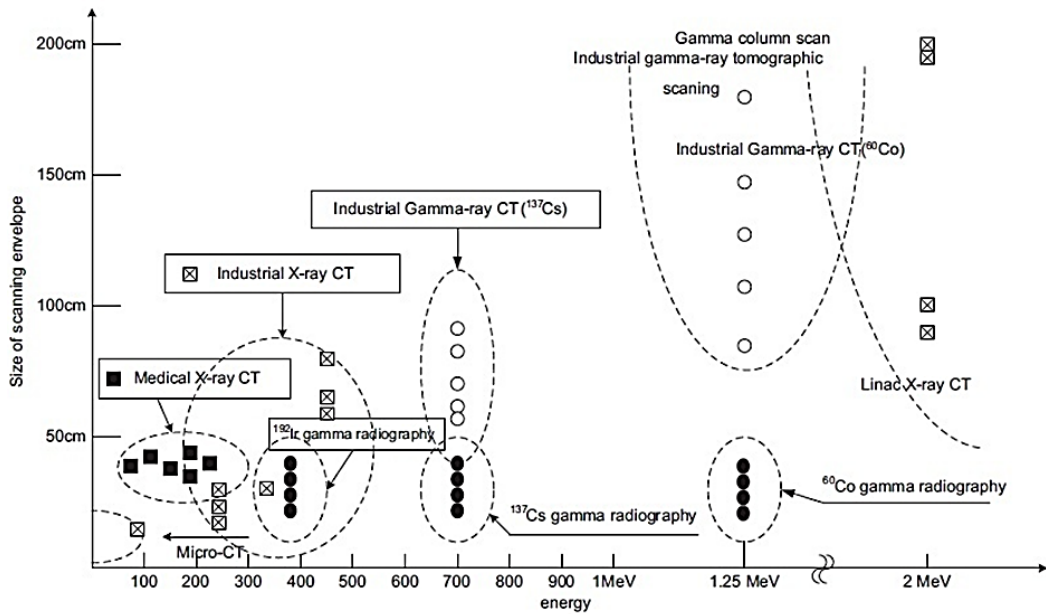 Size of scanning envelope
200cm
150cm
100cm
50cm
Gamma column scan
Industrial gamma-ray tomographic
scaning
Industrial Gamma-ray CT(⁶⁰Co)
Industrial Gamma-ray CT(¹³⁷Cs)
Industrial X-ray CT
Medical X-ray CT
Linac X-ray CT
¹⁹²Ir gamma radiography
⁶⁰Co gamma radiography
¹³⁷Cs gamma radiography
Micro-CT
100 200 300 400 500 600 700 800 900 1MeV 1.25 MeV 2 MeV
energy